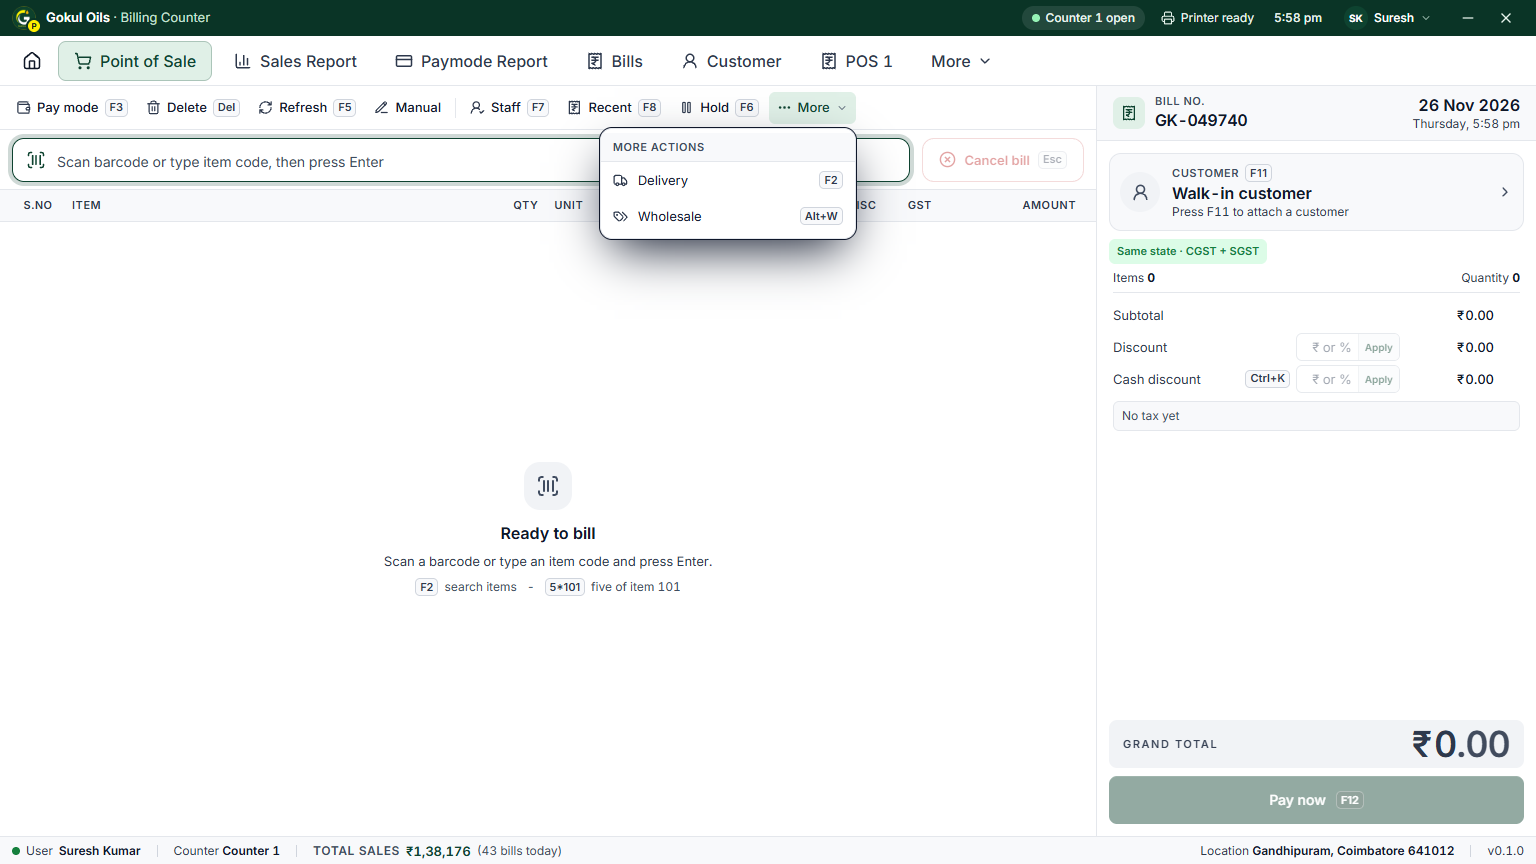 Gokul Oils · Billing Counter
Counter 1 open
Printer ready
5:58 pm
SK Suresh
Point of Sale
Sales Report
Paymode Report
Bills
Customer
POS 1
More
Pay mode F3
Delete Del
Refresh F5
Manual
Staff F7
Recent F8
Hold F6
More
Scan barcode or type item code, then press Enter
Cancel bill Esc
MORE ACTIONS
Delivery F2
Wholesale Alt+W
S.NO ITEM QTY UNIT GST AMOUNT
Ready to bill
Scan a barcode or type an item code and press Enter.
F2 search items - 5*101 five of item 101
BILL NO.
GK-049740
26 Nov 2026
Thursday, 5:58 pm
CUSTOMER F11
Walk-in customer
Press F11 to attach a customer
Same state · CGST + SGST
Items 0 Quantity 0
Subtotal ₹0.00
Discount ₹ or % Apply ₹0.00
Cash discount Ctrl+K ₹ or % Apply ₹0.00
No tax yet
GRAND TOTAL ₹0.00
Pay now F12
User Suresh Kumar
Counter Counter 1
TOTAL SALES ₹1,38,176 (43 bills today)
Location Gandhipuram, Coimbatore 641012
v0.1.0